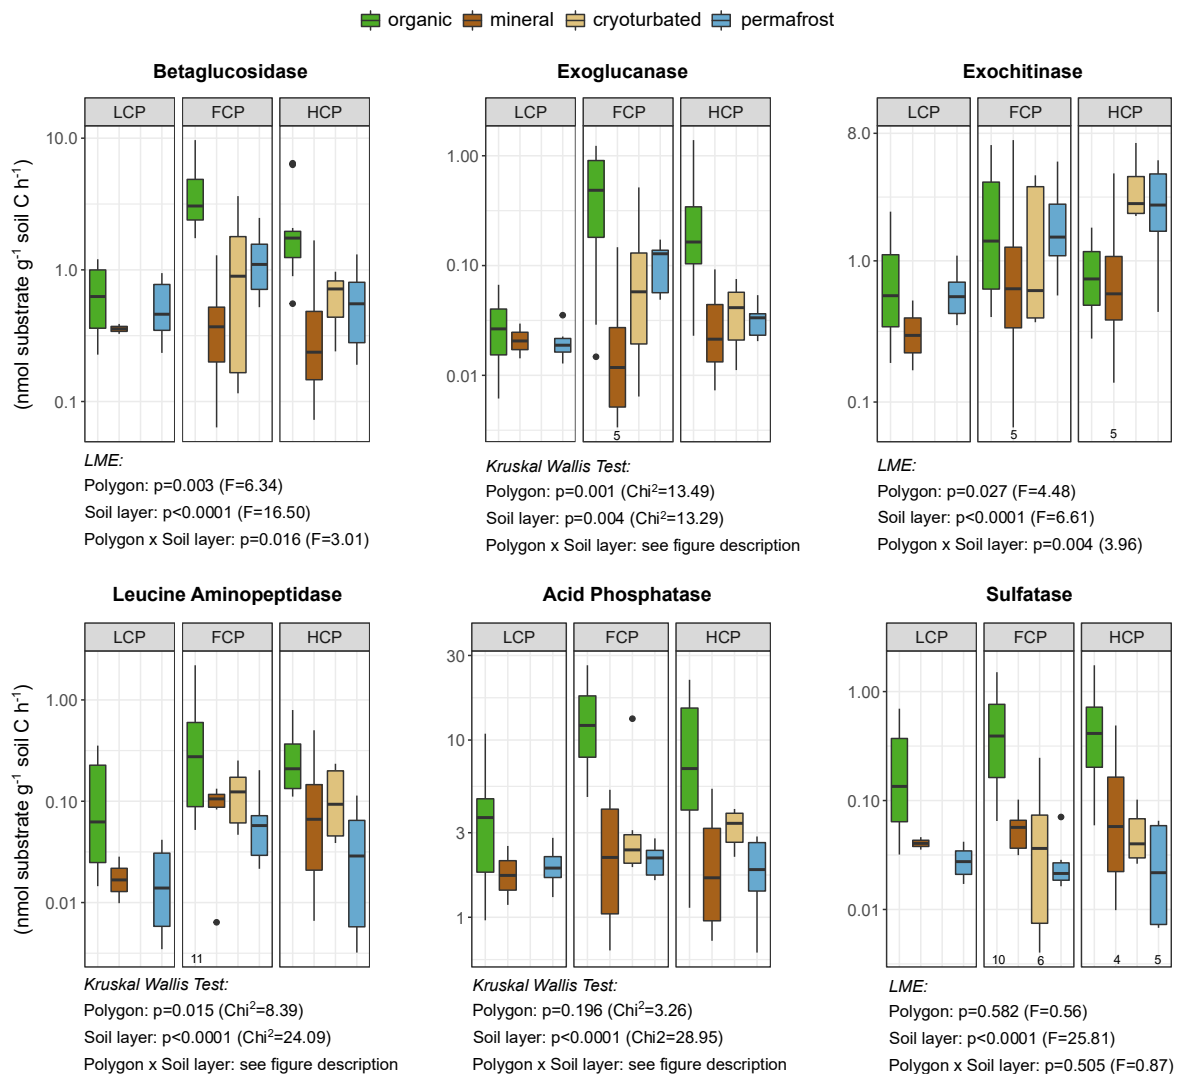 organic mineral cryoturbated permafrost
Betaglucosidase
LCP FCP HCP
10.0
1.0
0.1
(nmol substrate g-1 soil C h-1)
LME:
Polygon: p=0.003 (F=6.34)
Soil layer: p<0.0001 (F=16.50)
Polygon x Soil layer: p=0.016 (F=3.01)
Exoglucanase
LCP FCP HCP
1.00
0.10
0.01
5
Kruskal Wallis Test:
Polygon: p=0.001 (Chi²=13.49)
Soil layer: p=0.004 (Chi²=13.29)
Polygon x Soil layer: see figure description
Exochitinase
LCP FCP HCP
8.0
1.0
0.1
5 5
LME:
Polygon: p=0.027 (F=4.48)
Soil layer: p<0.0001 (F=6.61)
Polygon x Soil layer: p=0.004 (3.96)
Leucine Aminopeptidase
LCP FCP HCP
1.00
0.10
0.01
(nmol substrate g-1 soil C h-1)
11
Kruskal Wallis Test:
Polygon: p=0.015 (Chi²=8.39)
Soil layer: p<0.0001 (Chi²=24.09)
Polygon x Soil layer: see figure description
Acid Phosphatase
LCP FCP HCP
30
10
3
1
Kruskal Wallis Test:
Polygon: p=0.196 (Chi²=3.26)
Soil layer: p<0.0001 (Chi2=28.95)
Polygon x Soil layer: see figure description
Sulfatase
LCP FCP HCP
1.00
0.10
0.01
10 6 4 5
LME:
Polygon: p=0.582 (F=0.56)
Soil layer: p<0.0001 (F=25.81)
Polygon x Soil layer: p=0.505 (F=0.87)